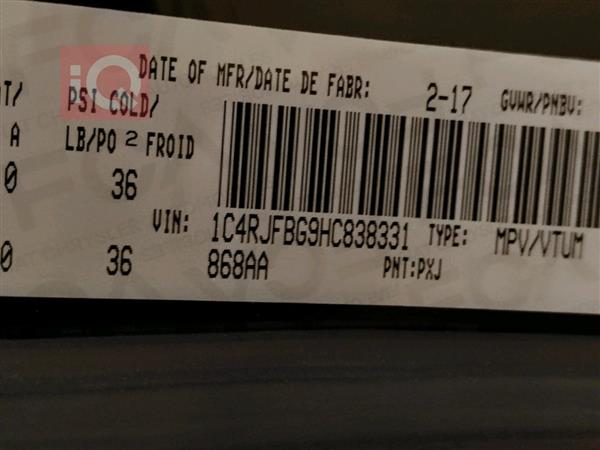 iQ
DATE OF MFR/DATE DE FABR: 2-17 GVWR/PNBV:
T/ PSI COLD/
A LB/PO 2 FROID
0 36
VIN: 1C4RJFBG9HC838331 TYPE: MPV/VTUM
0 36 868AA PNT:PXJ